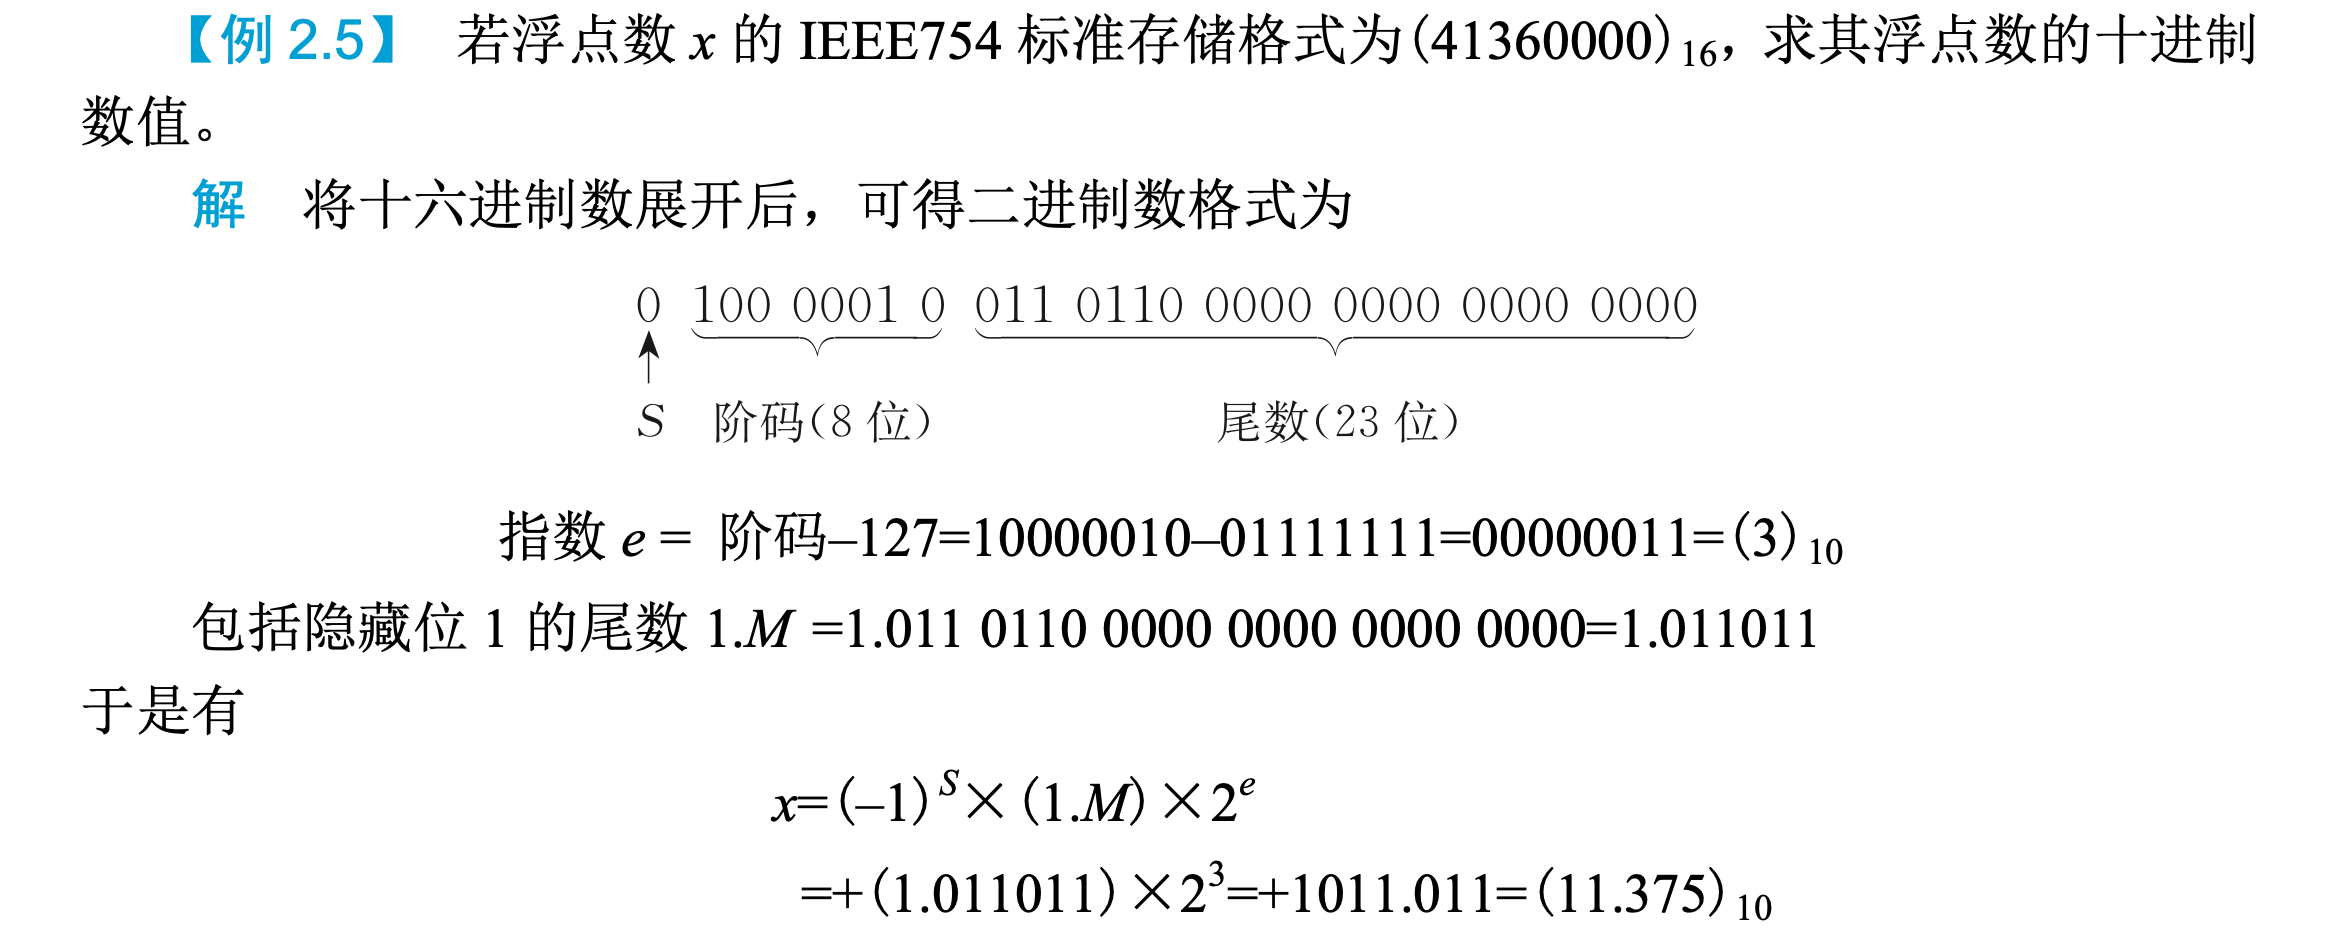 【例 2.5】 若浮点数 x 的 IEEE754 标准存储格式为(41360000)₁₆，求其浮点数的十进制
数值。
解 将十六进制数展开后，可得二进制数格式为
0 100 0001 0 011 0110 0000 0000 0000 0000
S 阶码(8 位) 尾数(23 位)
指数 e = 阶码–127=10000010–01111111=00000011=(3)₁₀
包括隐藏位 1 的尾数 1.M =1.011 0110 0000 0000 0000 0000=1.011011
于是有
x=(–1)ˢ×(1.M)×2ᵉ
=+(1.011011)×2³=+1011.011=(11.375)₁₀